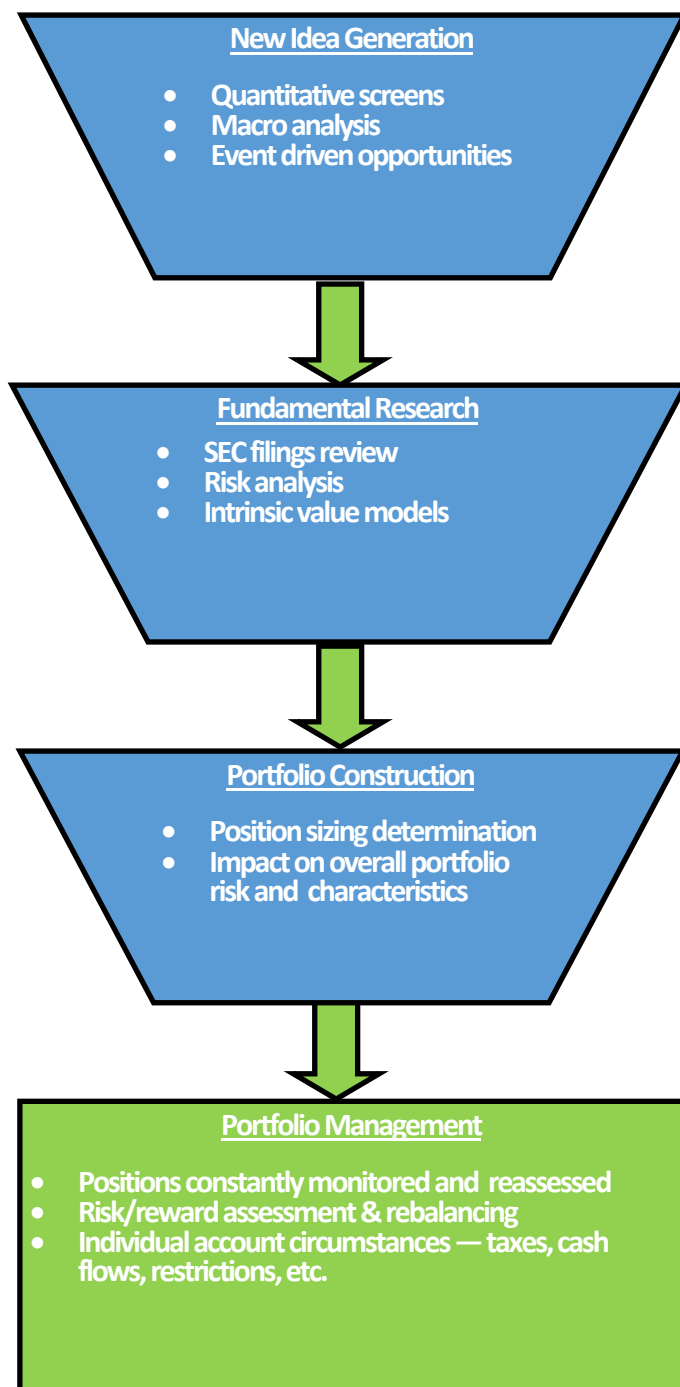 New Idea Generation
• Quantitative screens
• Macro analysis
• Event driven opportunities
Fundamental Research
• SEC filings review
• Risk analysis
• Intrinsic value models
Portfolio Construction
• Position sizing determination
• Impact on overall portfolio
risk and characteristics
Portfolio Management
• Positions constantly monitored and reassessed
• Risk/reward assessment & rebalancing
• Individual account circumstances — taxes, cash
flows, restrictions, etc.